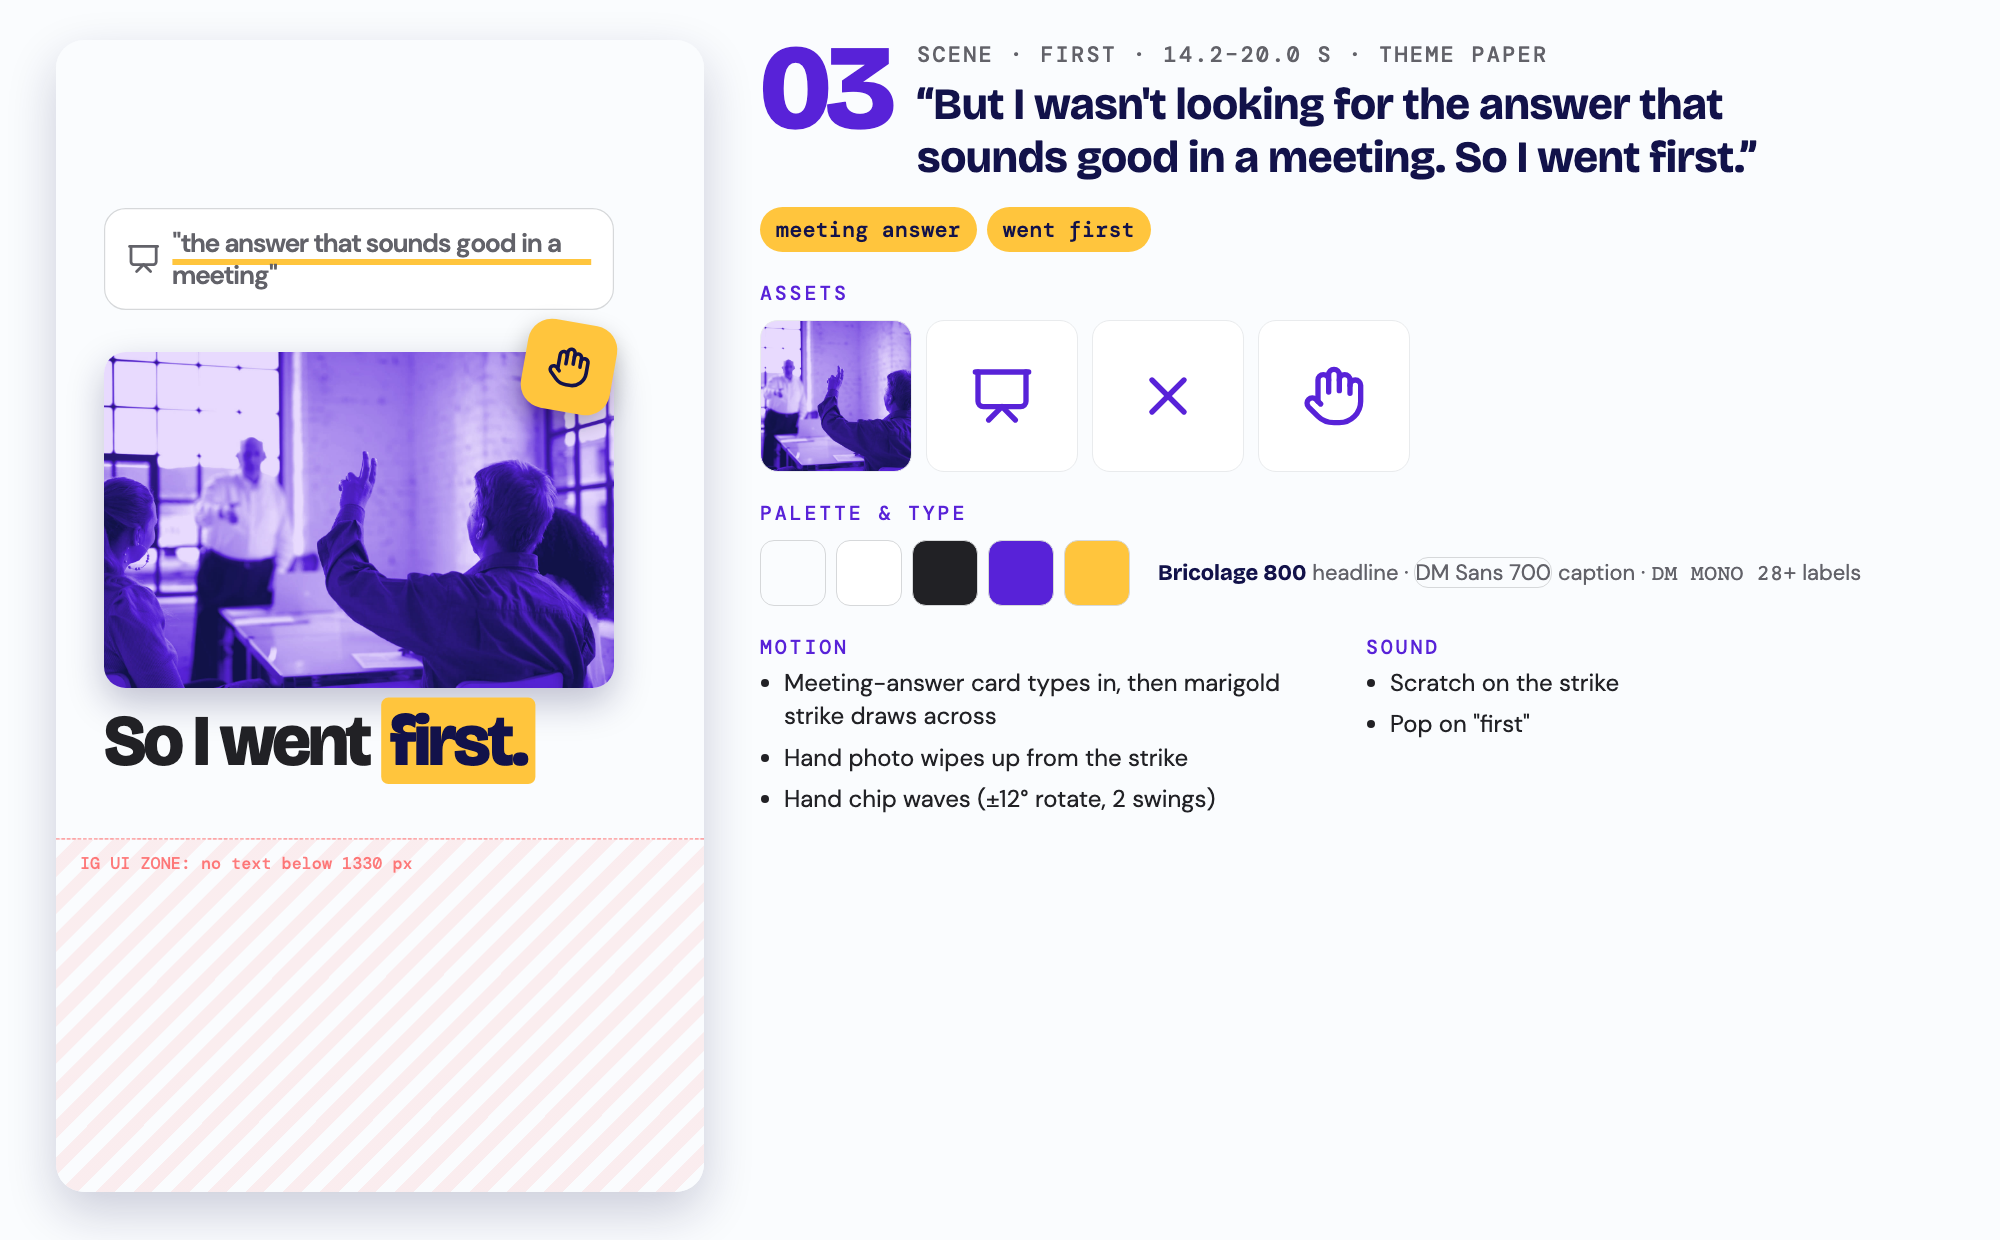 "the answer that sounds good in a
meeting"
So I went first.
IG UI ZONE: no text below 1330 px
03
SCENE · FIRST · 14.2–20.0 S · THEME PAPER
“But I wasn't looking for the answer that
sounds good in a meeting. So I went first.”
meeting answer
went first
ASSETS
PALETTE & TYPE
Bricolage 800 headline · DM Sans 700 caption · DM MONO 28+ labels
MOTION
• Meeting-answer card types in, then marigold
strike draws across
• Hand photo wipes up from the strike
• Hand chip waves (±12° rotate, 2 swings)
SOUND
• Scratch on the strike
• Pop on "first"